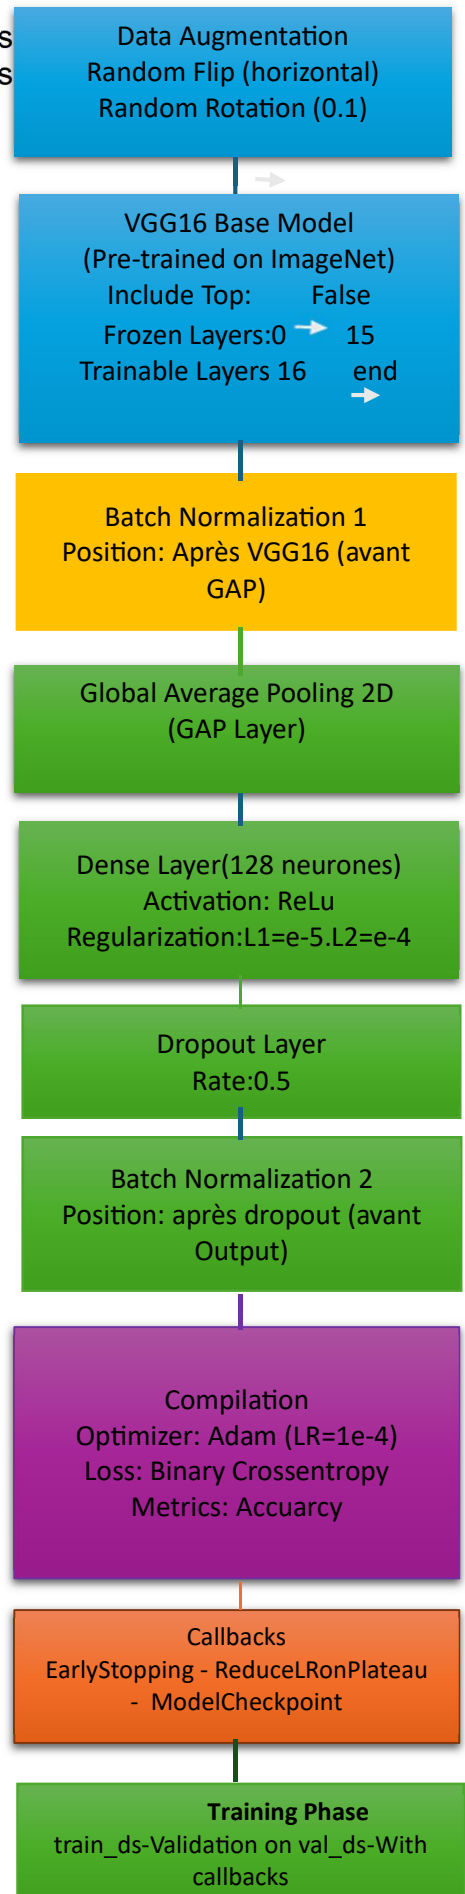 s
s
Data Augmentation
Random Flip (horizontal)
Random Rotation (0.1)
VGG16 Base Model
(Pre-trained on ImageNet)
Include Top: False
Frozen Layers:0 → 15
Trainable Layers 16 → end
Batch Normalization 1
Position: Après VGG16 (avant
GAP)
Global Average Pooling 2D
(GAP Layer)
Dense Layer(128 neurones)
Activation: ReLu
Regularization:L1=e-5.L2=e-4
Dropout Layer
Rate:0.5
Batch Normalization 2
Position: après dropout (avant
Output)
Compilation
Optimizer: Adam (LR=1e-4)
Loss: Binary Crossentropy
Metrics: Accuarcy
Callbacks
EarlyStopping - ReduceLRonPlateau
- ModelCheckpoint
Training Phase
train_ds-Validation on val_ds-With
callbacks